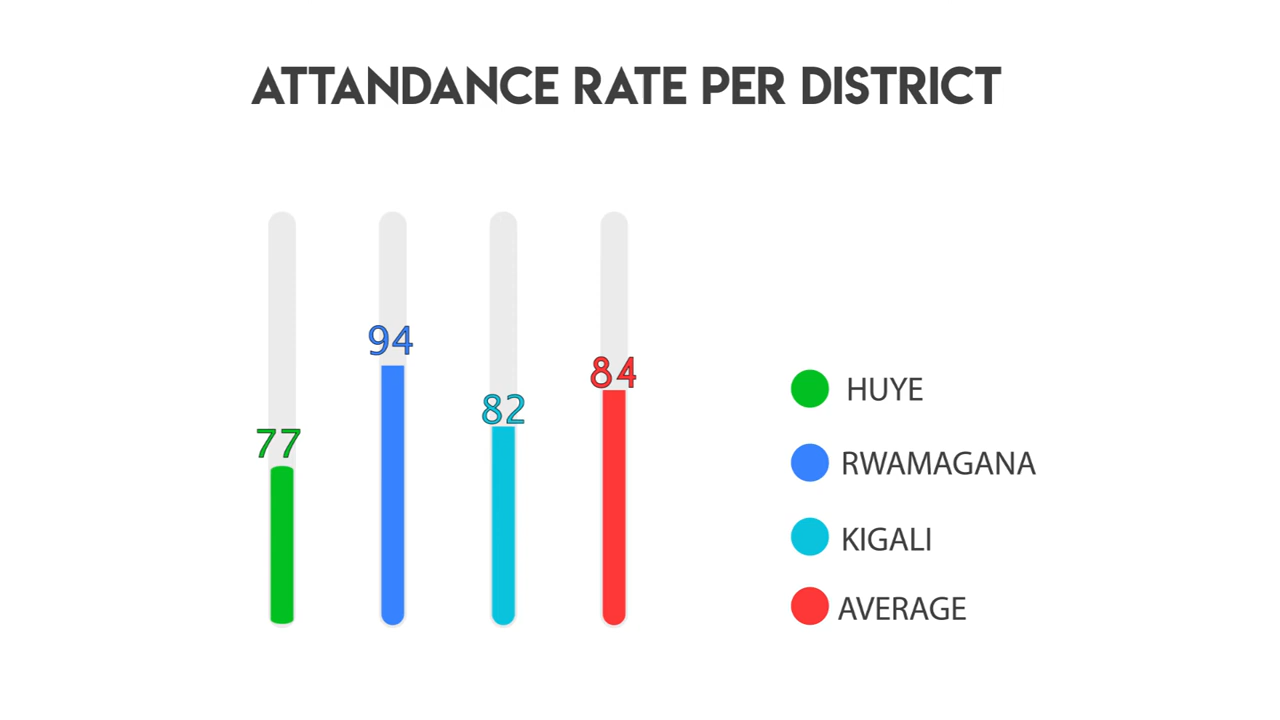 ATTANDANCE RATE PER DISTRICT
94
84
82
77
HUYE
RWAMAGANA
KIGALI
AVERAGE